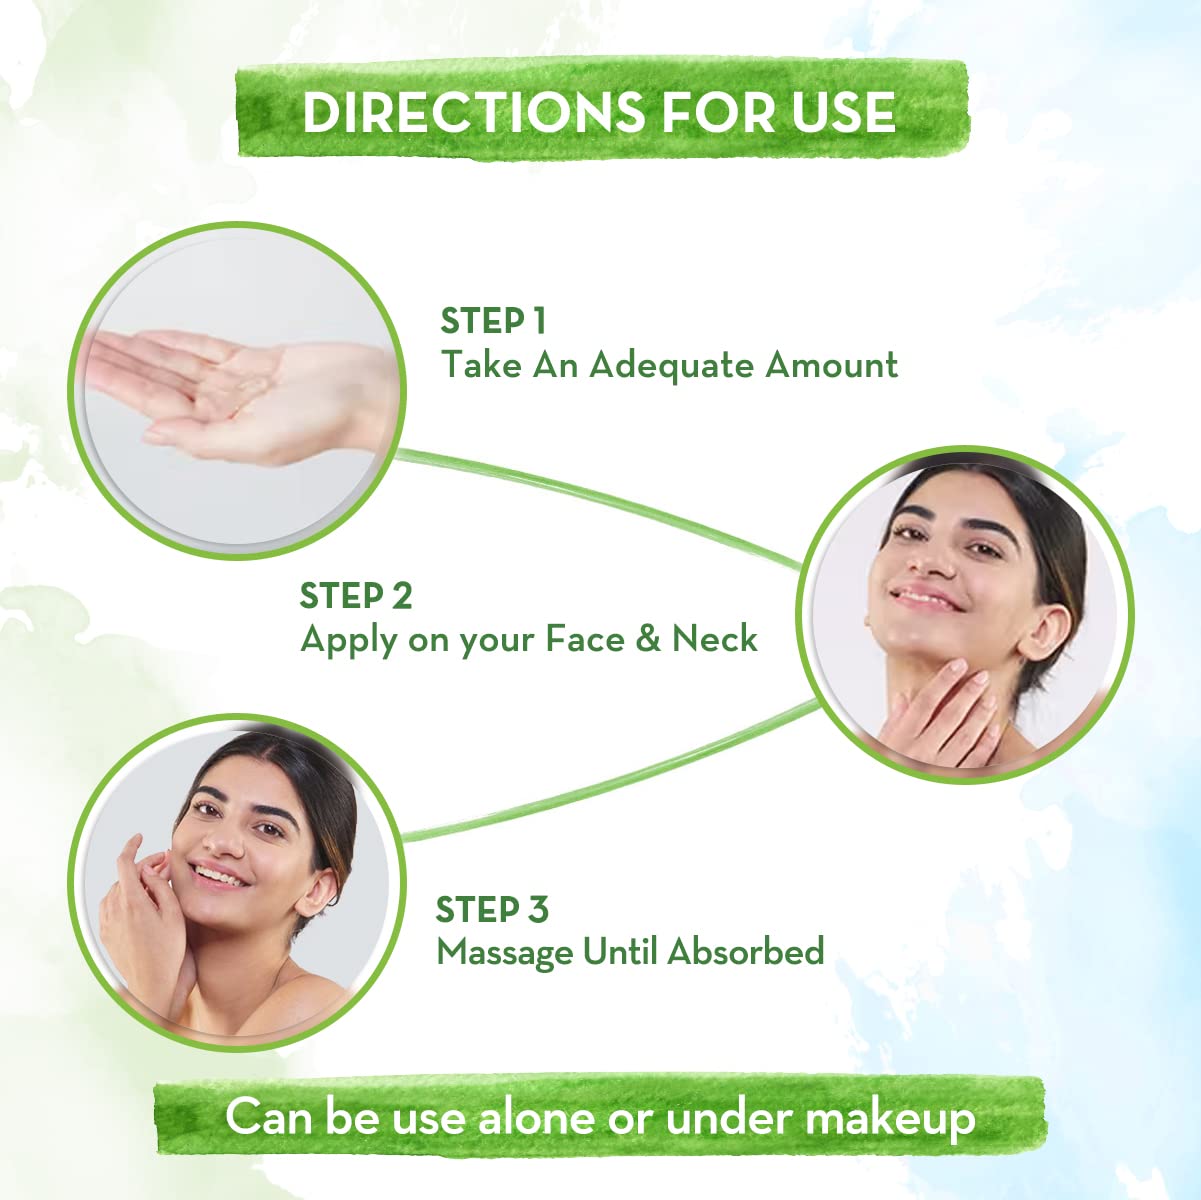 DIRECTIONS FOR USE
STEP 1
Take An Adequate Amount
STEP 2
Apply on your Face & Neck
STEP 3
Massage Until Absorbed
Can be use alone or under makeup